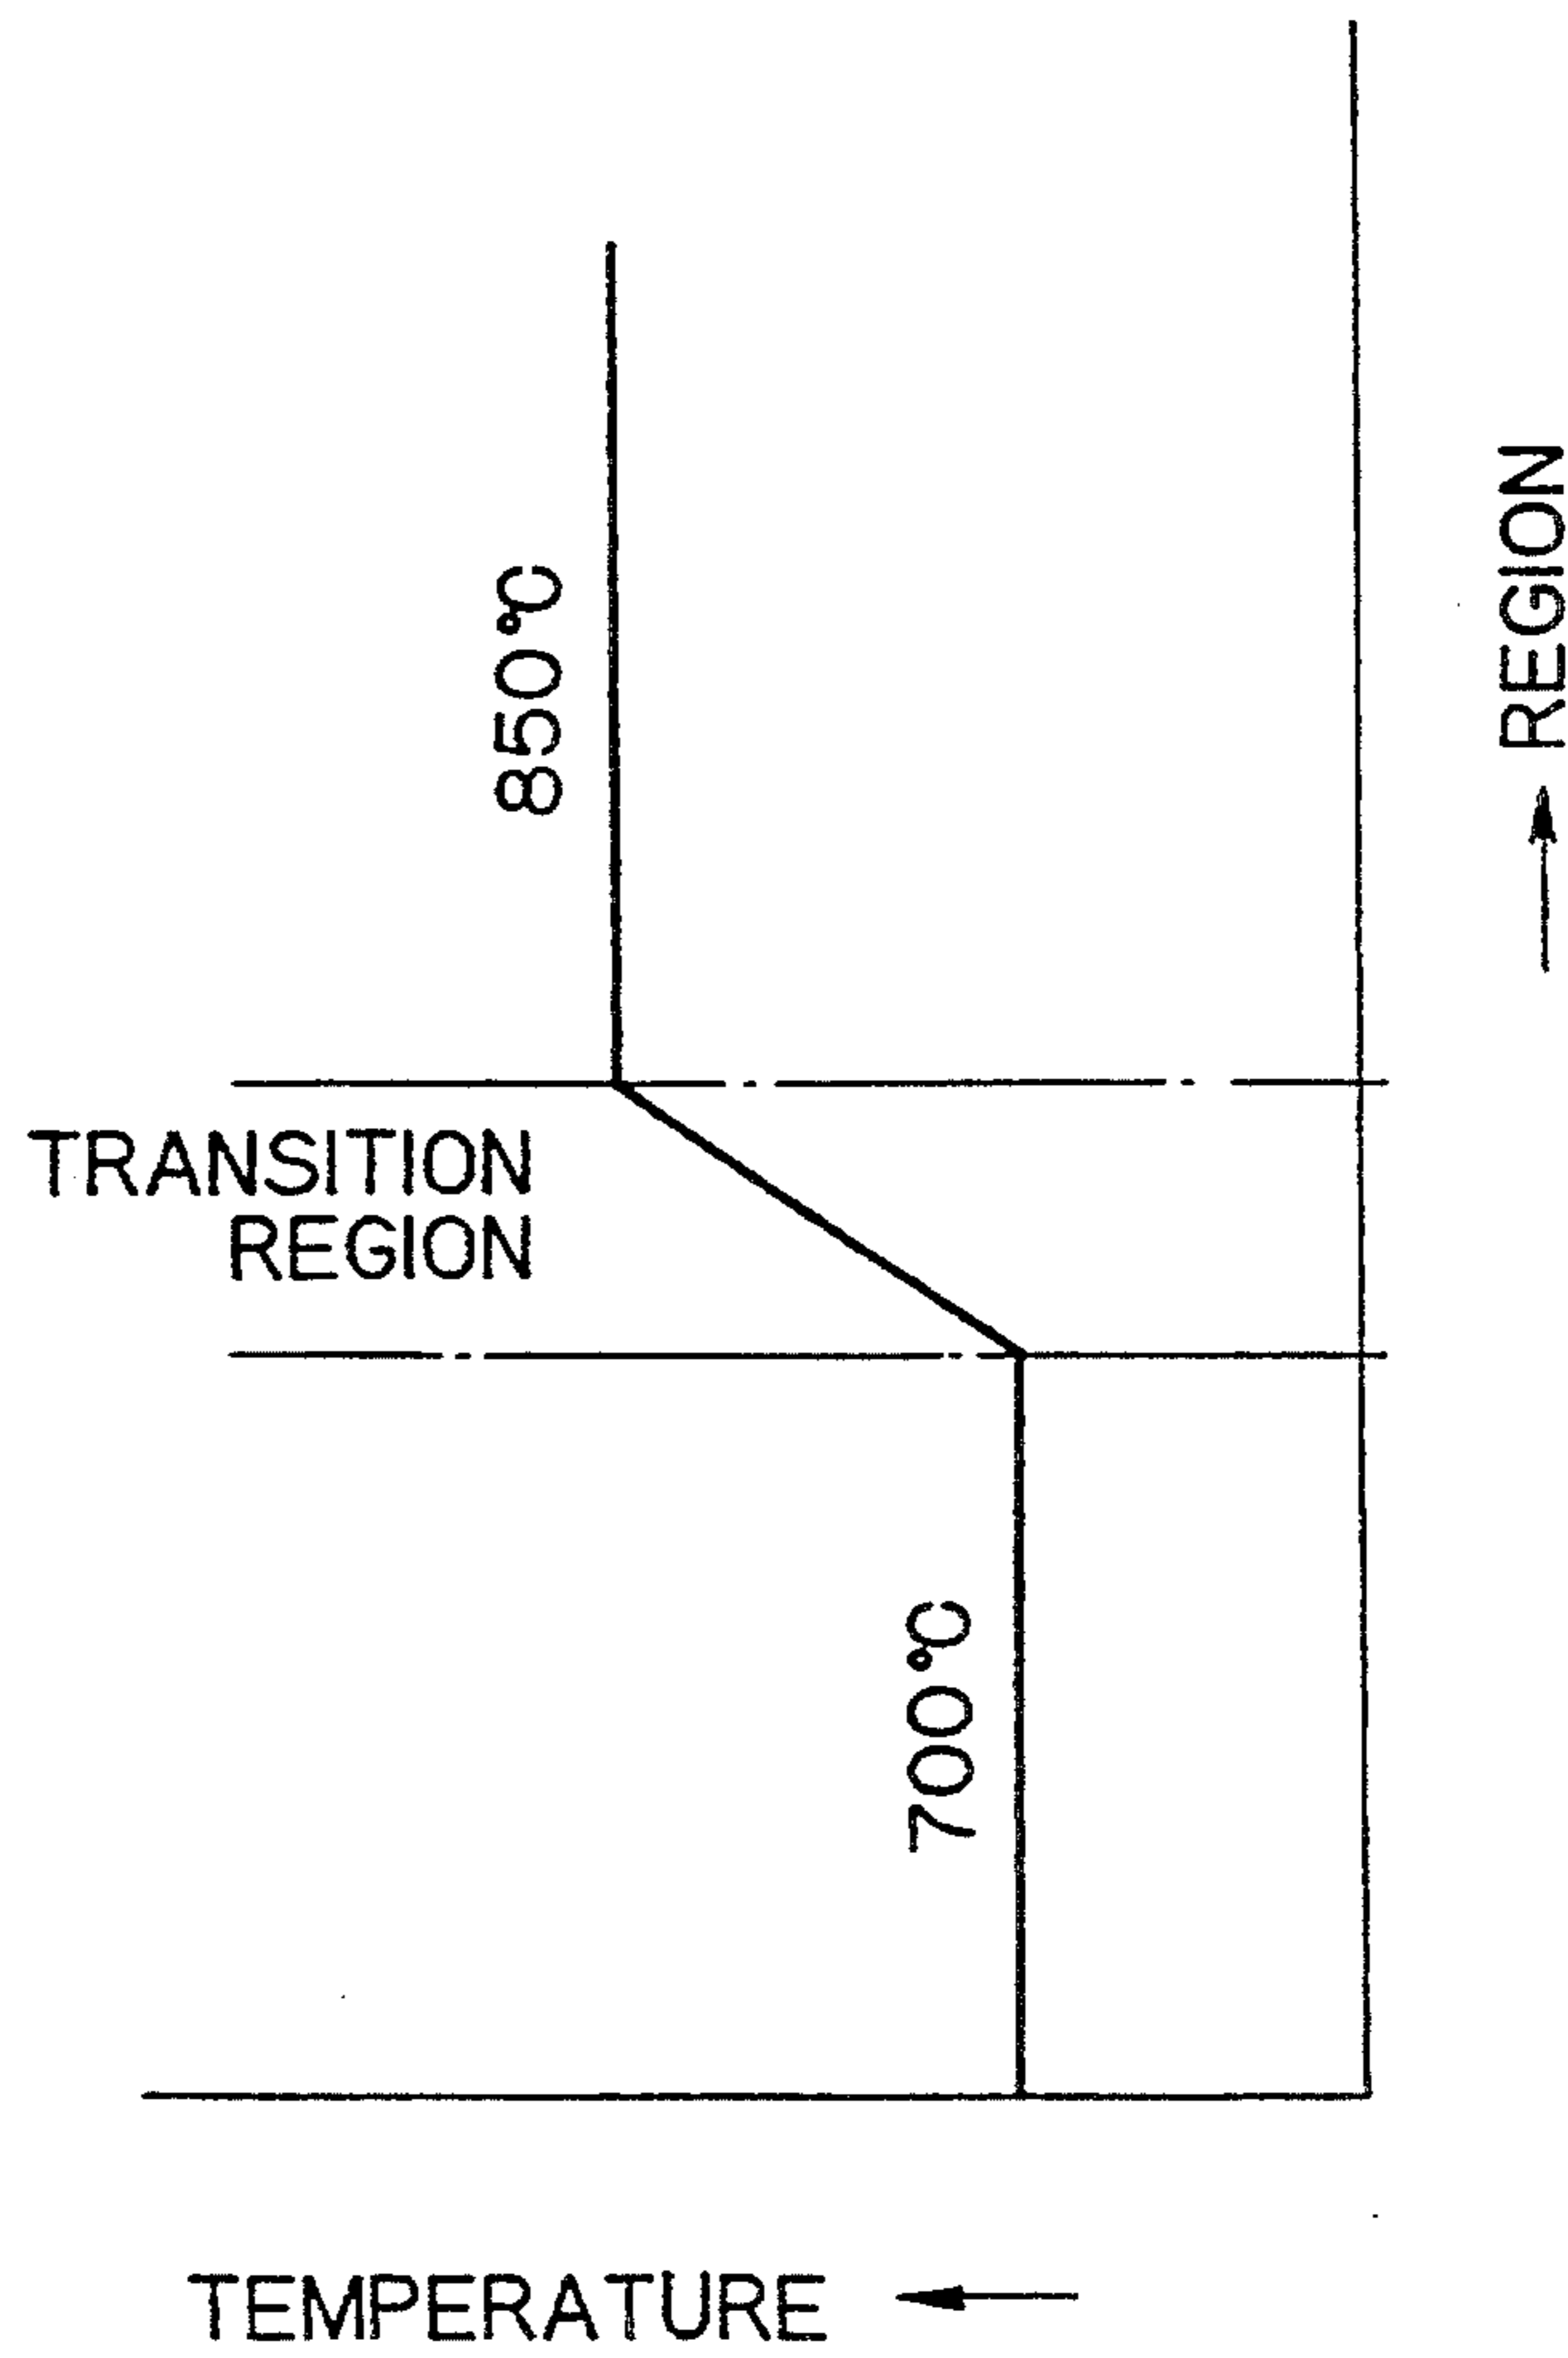 850℃
REGION
TRANSITION
REGION
700℃
TEMPERATURE